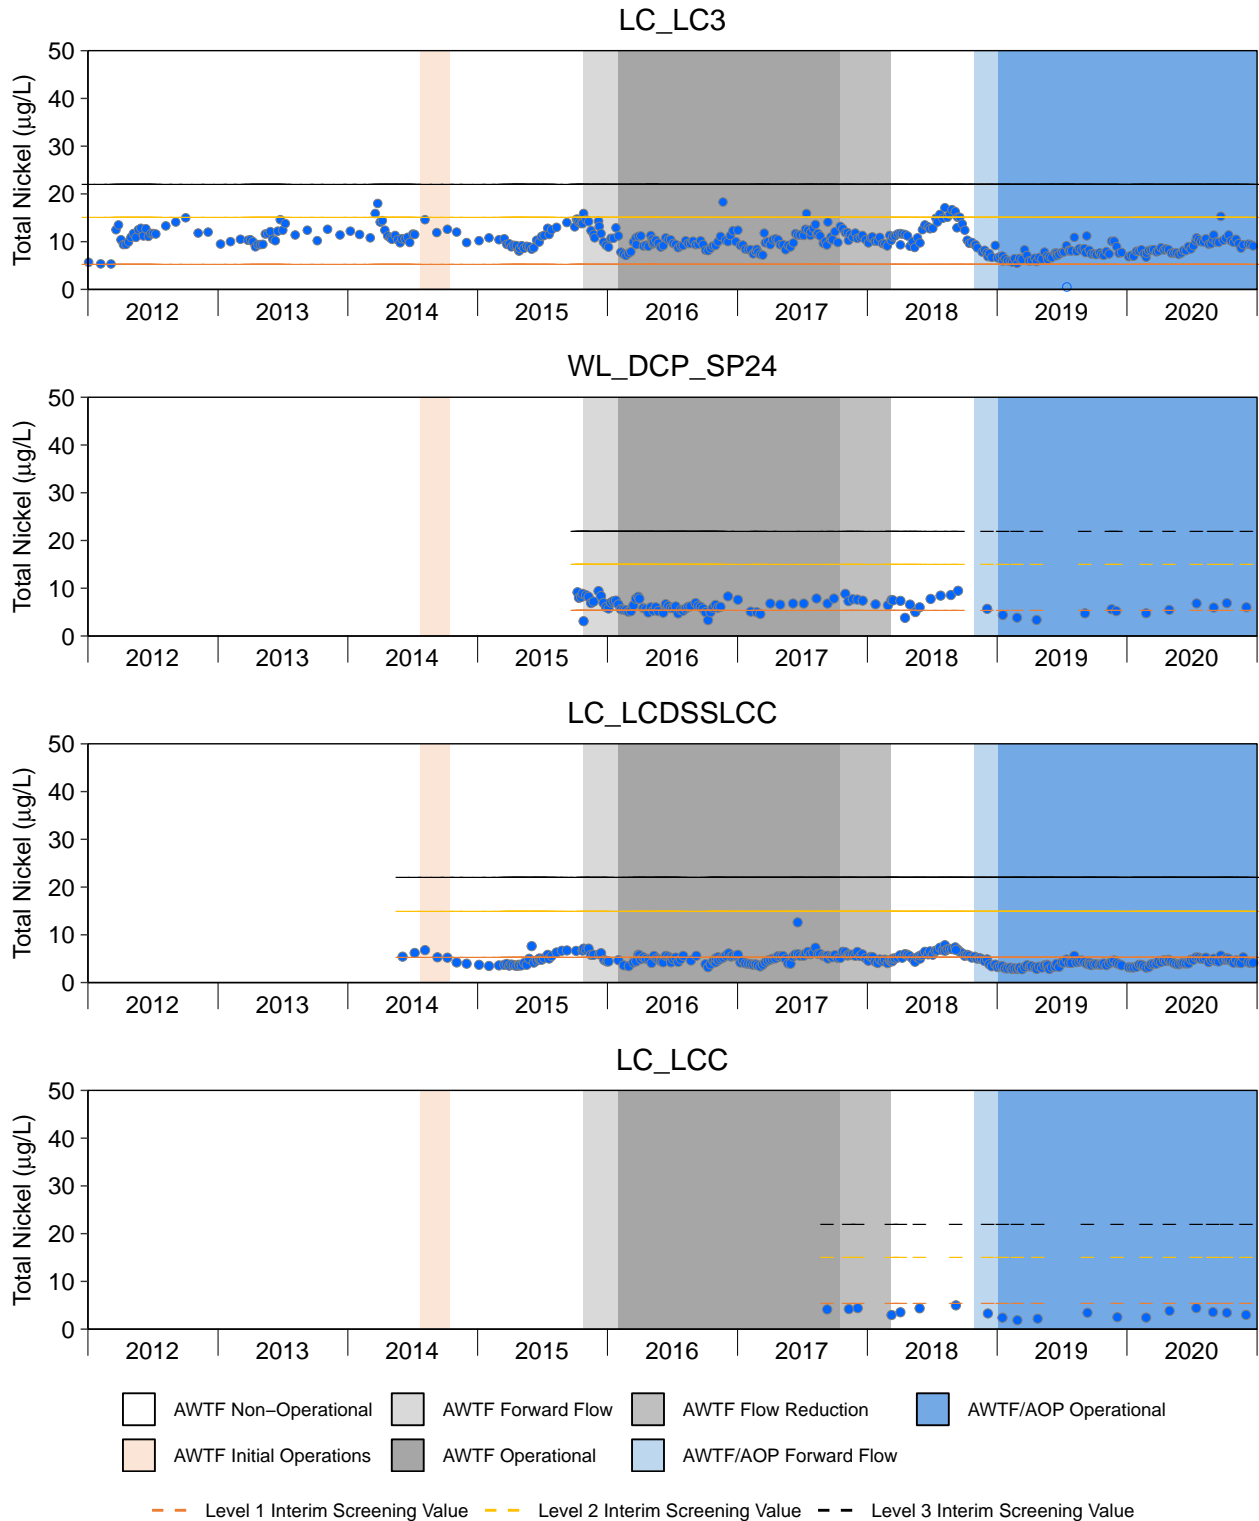 LC_LC3
Total Nickel (µg/L)
50
40
30
20
10
0
2012 2013 2014 2015 2016 2017 2018 2019 2020
WL_DCP_SP24
Total Nickel (µg/L)
50
40
30
20
10
0
2012 2013 2014 2015 2016 2017 2018 2019 2020
LC_LCDSSLCC
Total Nickel (µg/L)
50
40
30
20
10
0
2012 2013 2014 2015 2016 2017 2018 2019 2020
LC_LCC
Total Nickel (µg/L)
50
40
30
20
10
0
2012 2013 2014 2015 2016 2017 2018 2019 2020
AWTF Non−Operational AWTF Forward Flow AWTF Flow Reduction AWTF/AOP Operational
AWTF Initial Operations AWTF Operational AWTF/AOP Forward Flow
Level 1 Interim Screening Value Level 2 Interim Screening Value Level 3 Interim Screening Value